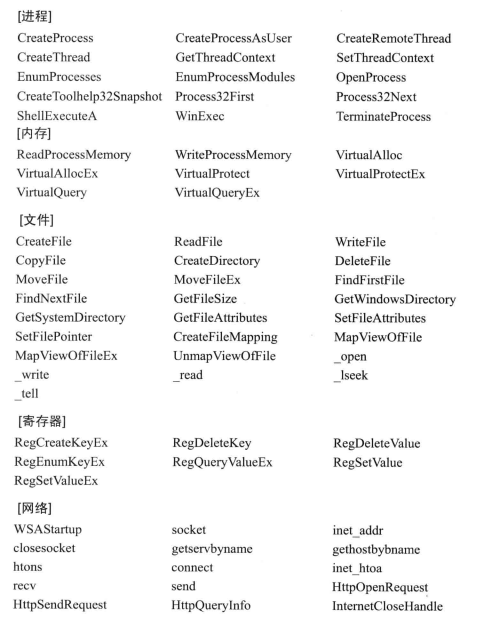 [进程]
CreateProcess CreateProcessAsUser CreateRemoteThread
CreateThread GetThreadContext SetThreadContext
EnumProcesses EnumProcessModules OpenProcess
CreateToolhelp32Snapshot Process32First Process32Next
ShellExecuteA WinExec TerminateProcess
[内存]
ReadProcessMemory WriteProcessMemory VirtualAlloc
VirtualAllocEx VirtualProtect VirtualProtectEx
VirtualQuery VirtualQueryEx
[文件]
CreateFile ReadFile WriteFile
CopyFile CreateDirectory DeleteFile
MoveFile MoveFileEx FindFirstFile
FindNextFile GetFileSize GetWindowsDirectory
GetSystemDirectory GetFileAttributes SetFileAttributes
SetFilePointer CreateFileMapping MapViewOfFile
MapViewOfFileEx UnmapViewOfFile _open
_write _read _lseek
_tell
[寄存器]
RegCreateKeyEx RegDeleteKey RegDeleteValue
RegEnumKeyEx RegQueryValueEx RegSetValue
RegSetValueEx
[网络]
WSAStartup socket inet_addr
closesocket getservbyname gethostbybname
htons connect inet_htoa
recv send HttpOpenRequest
HttpSendRequest HttpQueryInfo InternetCloseHandle